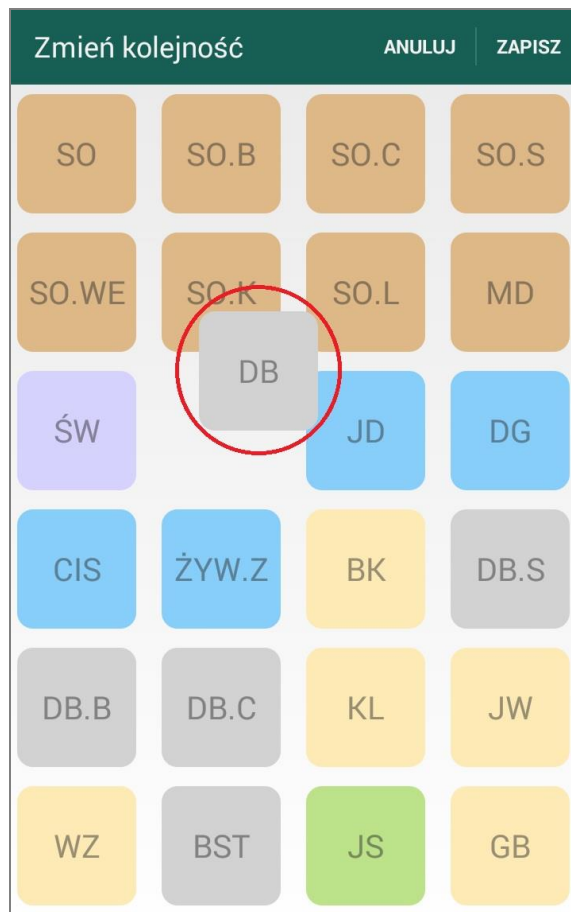 Zmień kolejność ANULUJ ZAPISZ
SO SO.B SO.C SO.S
SO.WE SO.K SO.L MD
DB
ŚW JD DG
CIS ŻYW.Z BK DB.S
DB.B DB.C KL JW
WZ BST JS GB